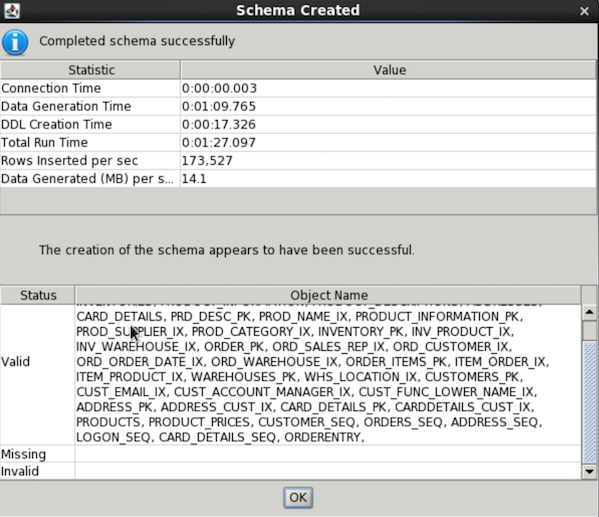 Schema Created
Completed schema successfully
Statistic Value
Connection Time 0:00:00.003
Data Generation Time 0:01:09.765
DDL Creation Time 0:00:17.326
Total Run Time 0:01:27.097
Rows Inserted per sec 173,527
Data Generated (MB) per s... 14.1
The creation of the schema appears to have been successful.
Status Object Name
CARD_DETAILS, PRD_DESC_PK, PROD_NAME_IX, PRODUCT_INFORMATION_PK,
PROD_SUPPLIER_IX, PROD_CATEGORY_IX, INVENTORY_PK, INV_PRODUCT_IX,
INV_WAREHOUSE_IX, ORDER_PK, ORD_SALES_REP_IX, ORD_CUSTOMER_IX,
Valid ORD_ORDER_DATE_IX, ORD_WAREHOUSE_IX, ORDER_ITEMS_PK, ITEM_ORDER_IX,
ITEM_PRODUCT_IX, WAREHOUSES_PK, WHS_LOCATION_IX, CUSTOMERS_PK,
CUST_EMAIL_IX, CUST_ACCOUNT_MANAGER_IX, CUST_FUNC_LOWER_NAME_IX,
ADDRESS_PK, ADDRESS_CUST_IX, CARD_DETAILS_PK, CARDDETAILS_CUST_IX,
PRODUCTS, PRODUCT_PRICES, CUSTOMER_SEQ, ORDERS_SEQ, ADDRESS_SEQ,
LOGON_SEQ, CARD_DETAILS_SEQ, ORDERENTRY,
Missing
Invalid
OK